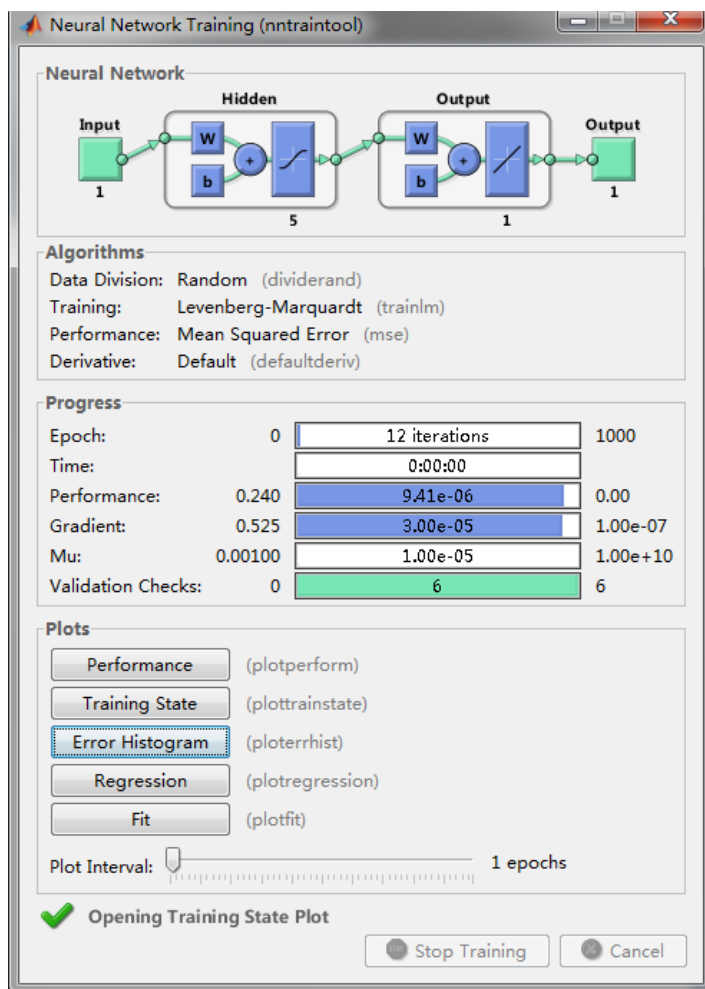 Neural Network Training (nntraintool)
Neural Network
Hidden Output
Input Output
W W
+ +
b b
1 1
5 1
Algorithms
Data Division: Random (dividerand)
Training: Levenberg-Marquardt (trainlm)
Performance: Mean Squared Error (mse)
Derivative: Default (defaultderiv)
Progress
Epoch: 0 12 iterations 1000
Time: 0:00:00
Performance: 0.240 9.41e-06 0.00
Gradient: 0.525 3.00e-05 1.00e-07
Mu: 0.00100 1.00e-05 1.00e+10
Validation Checks: 0 6 6
Plots
Performance (plotperform)
Training State (plottrainstate)
Error Histogram (ploterrhist)
Regression (plotregression)
Fit (plotfit)
Plot Interval: 1 epochs
Opening Training State Plot
Stop Training Cancel